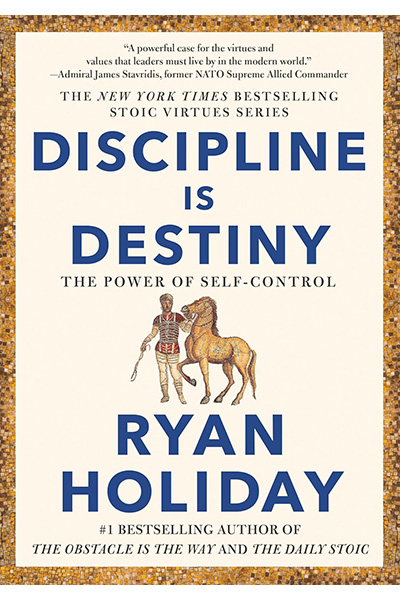 “A powerful case for the virtues and
values that leaders must live by in the modern world.”
—Admiral James Stavridis, former NATO Supreme Allied Commander
THE NEW YORK TIMES BESTSELLING
STOIC VIRTUES SERIES
DISCIPLINE
IS
DESTINY
THE POWER OF SELF-CONTROL
RYAN
HOLIDAY
#1 BESTSELLING AUTHOR OF
THE OBSTACLE IS THE WAY AND THE DAILY STOIC